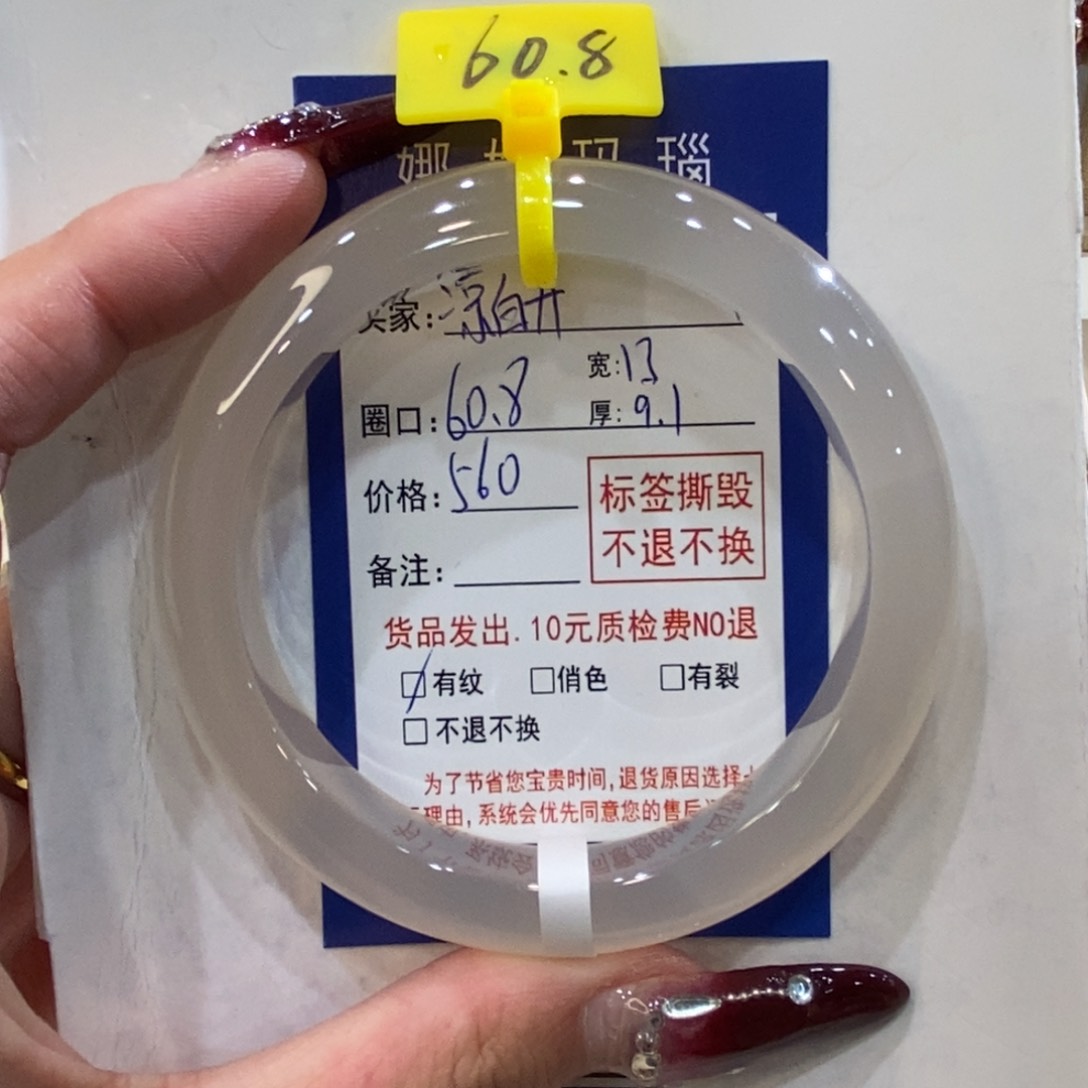 60.8
娜 玛 瑙
买家: 凉白开
圈口: 60.8 宽: 13
厚: 9.1
价格: 560
标签撕毁
不退不换
备注:
货品发出. 10元质检费NO退
有纹 俏色 有裂
不退不换
为了节省您宝贵时间, 退货原因选择
理由, 系统会优先同意您的售后